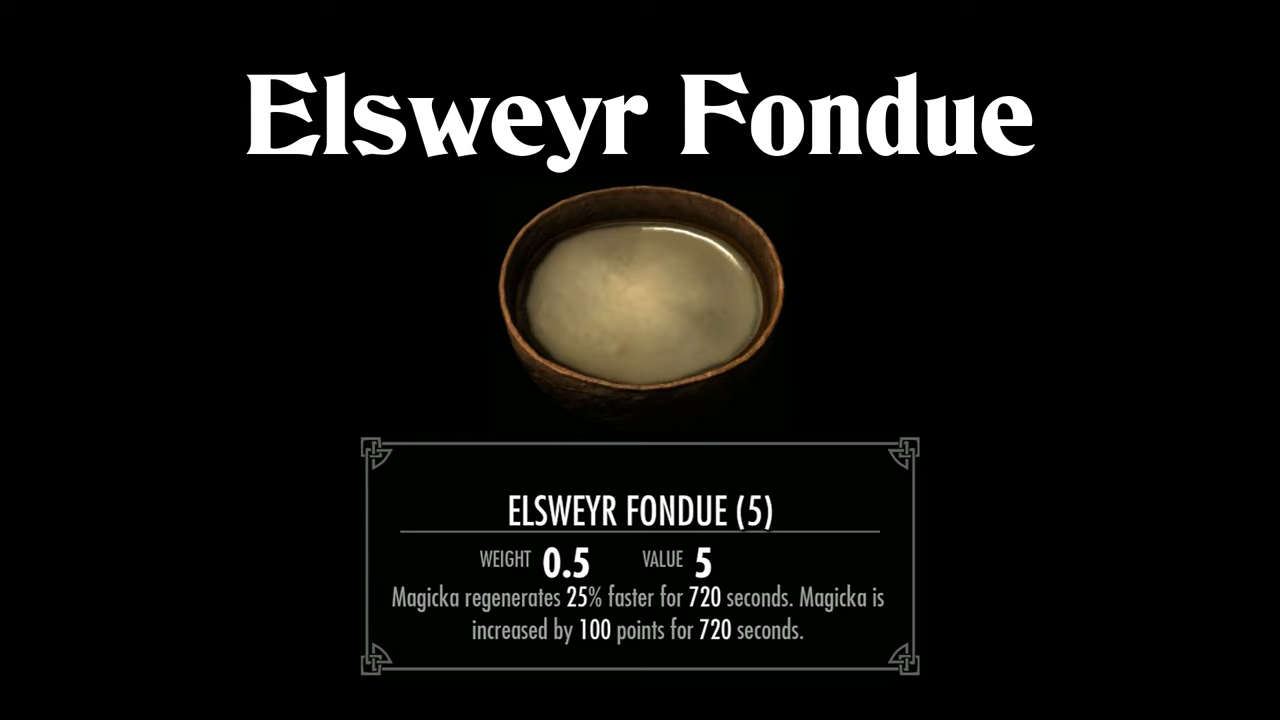 Elsweyr Fondue
ELSWEYR FONDUE (5)
WEIGHT 0.5 VALUE 5
Magicka regenerates 25% faster for 720 seconds. Magicka is
increased by 100 points for 720 seconds.